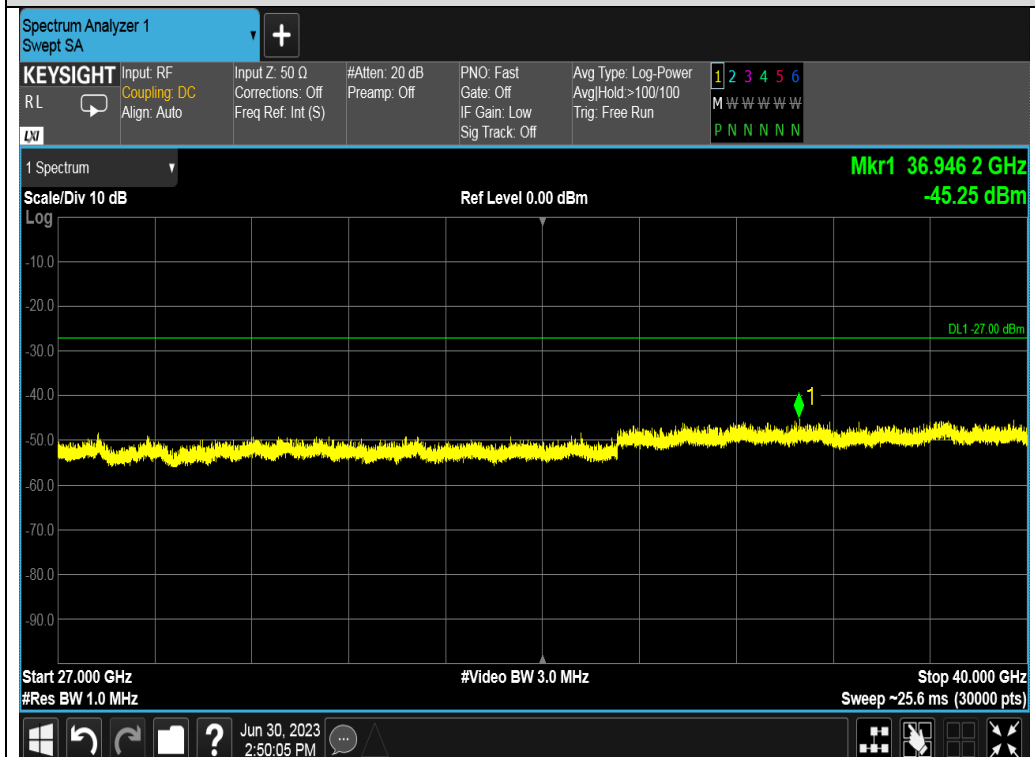 Spectrum Analyzer 1
Swept SA
KEYSIGHT
RL
LXI
Input: RF
Coupling: DC
Align: Auto
Input Z: 50 Ω
Corrections: Off
Freq Ref: Int (S)
#Atten: 20 dB
Preamp: Off
PNO: Fast
Gate: Off
IF Gain: Low
Sig Track: Off
Avg Type: Log-Power
Avg|Hold:>100/100
Trig: Free Run
1 2 3 4 5 6
M W W W W W
P N N N N N
1 Spectrum
Mkr1 36.946 2 GHz
Scale/Div 10 dB
Ref Level 0.00 dBm
-45.25 dBm
Log
-10.0
-20.0
DL1 -27.00 dBm
-30.0
-40.0
1
-50.0
-60.0
-70.0
-80.0
-90.0
Start 27.000 GHz
#Video BW 3.0 MHz
Stop 40.000 GHz
#Res BW 1.0 MHz
Sweep ~25.6 ms (30000 pts)
?
Jun 30, 2023
2:50:05 PM